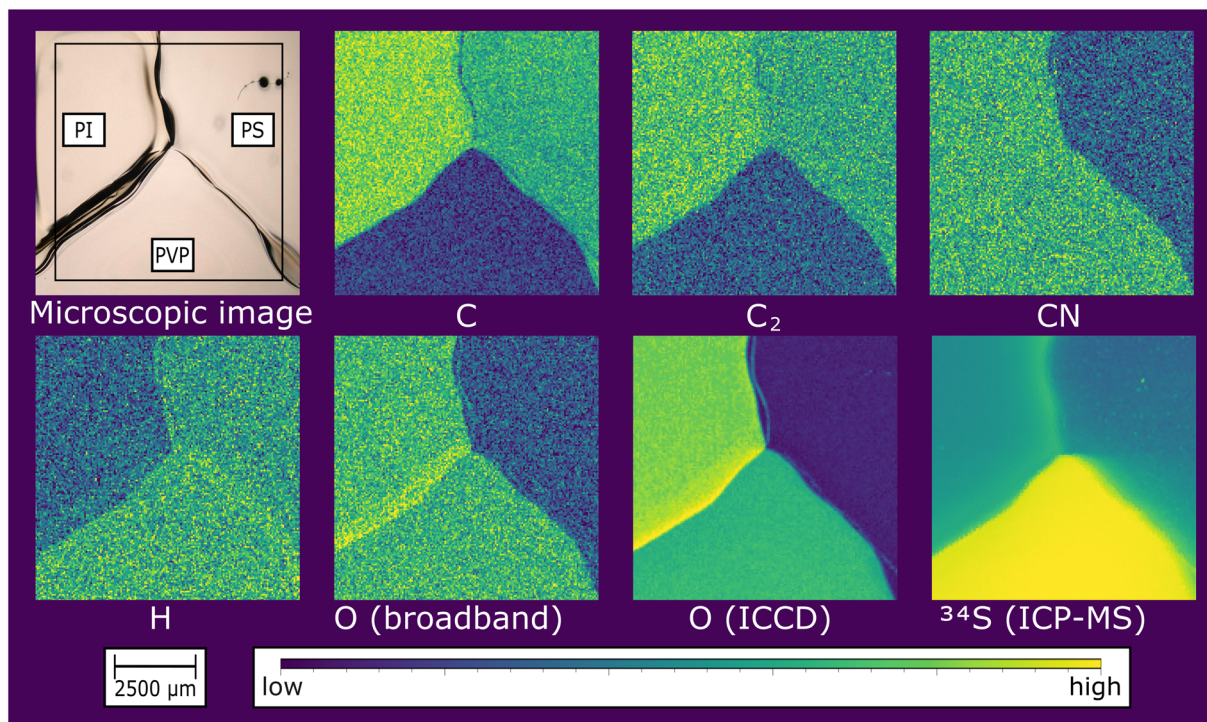 PI
PS
PVP
Microscopic image
C
C₂
CN
H
O (broadband)
O (ICCD)
³⁴S (ICP-MS)
2500 µm
low
high